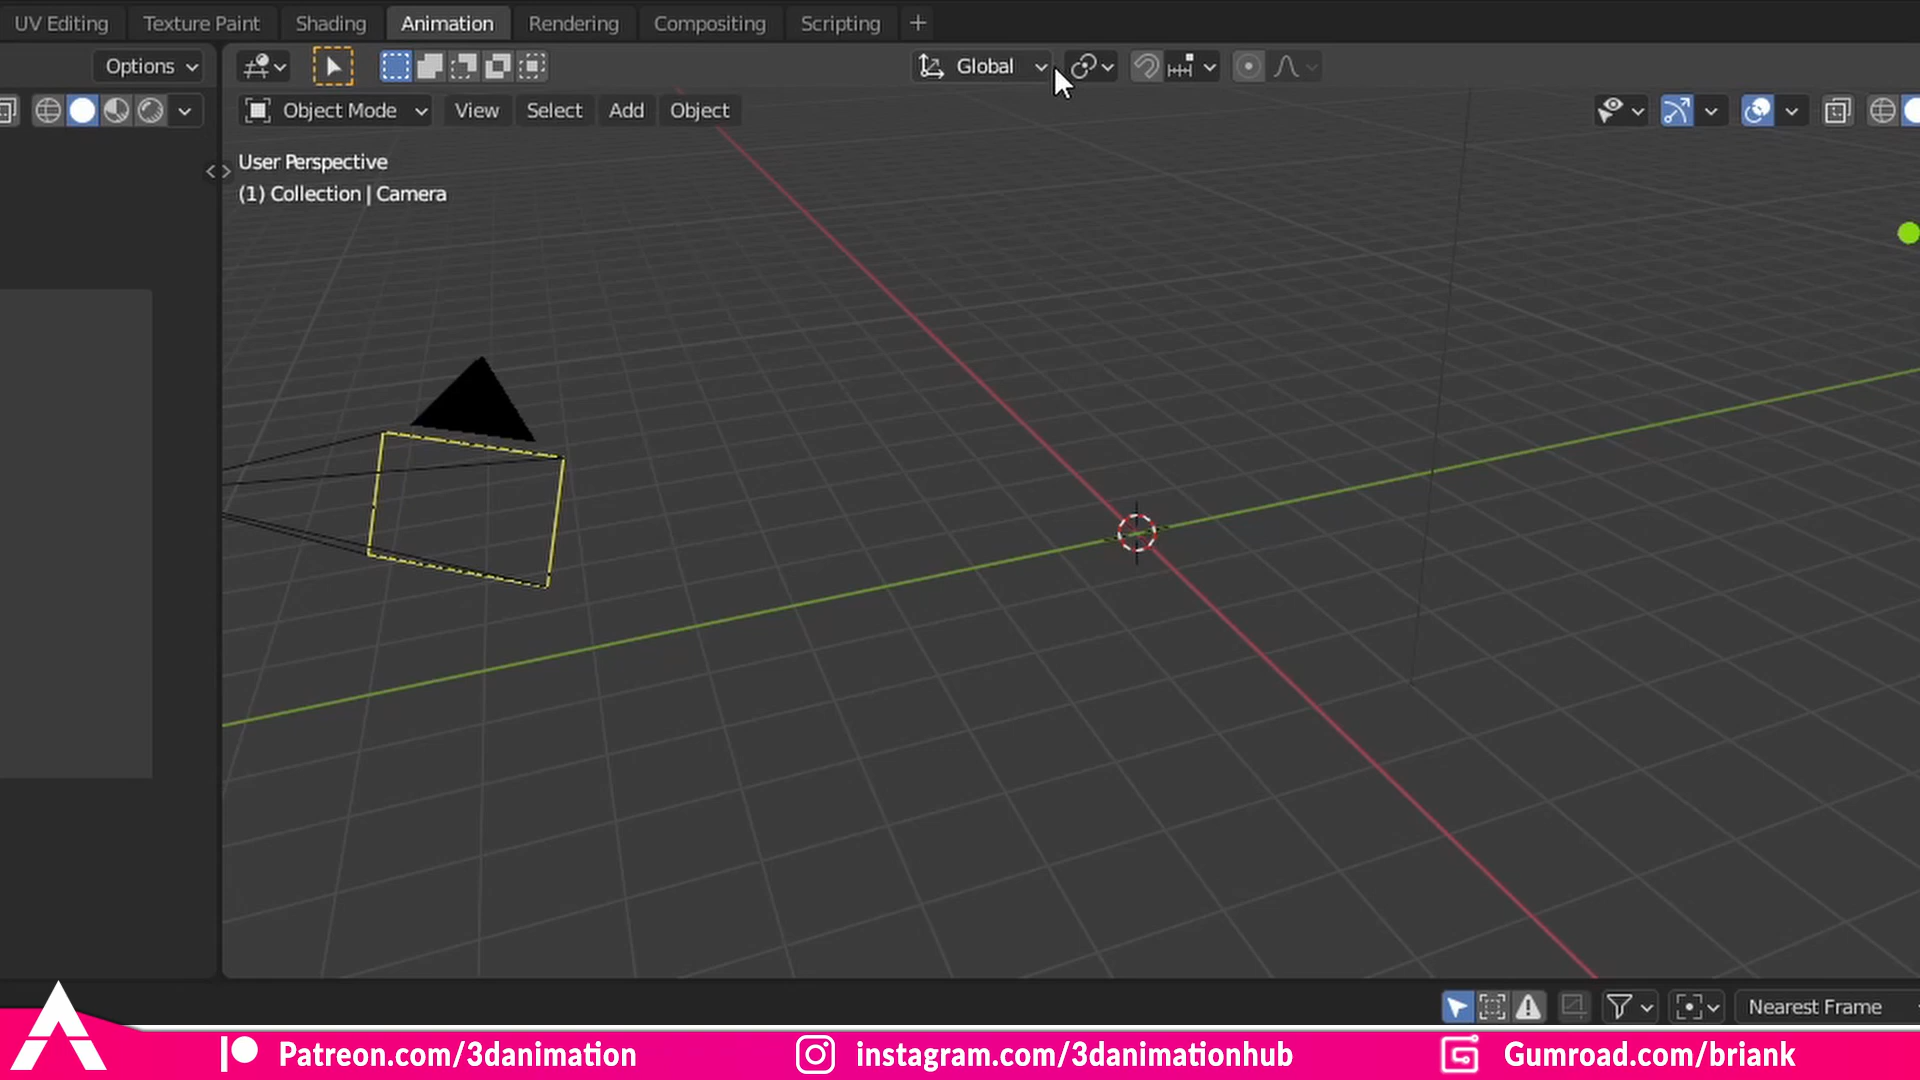 UV Editing Texture Paint Shading Animation Rendering Compositing Scripting +
Options Global
Object Mode View Select Add Object
User Perspective
(1) Collection | Camera
Nearest Frame
Patreon.com/3danimation instagram.com/3danimationhub Gumroad.com/briank